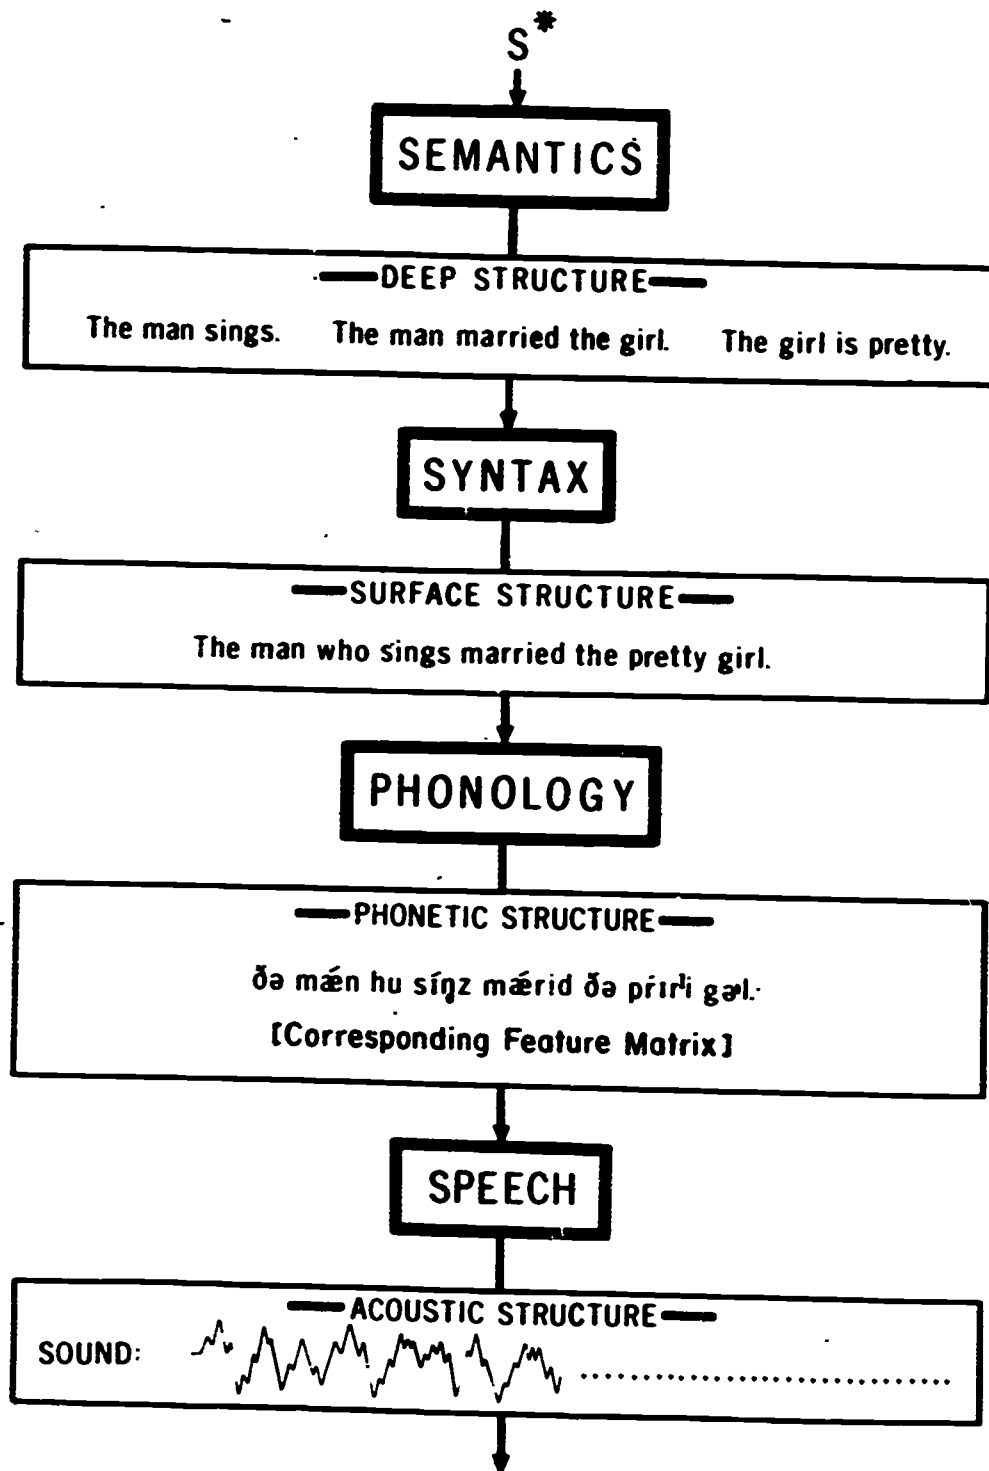 S*
SEMANTICS
DEEP STRUCTURE
The man sings. The man married the girl. The girl is pretty.
SYNTAX
SURFACE STRUCTURE
The man who sings married the pretty girl.
PHONOLOGY
PHONETIC STRUCTURE
ðə mǽn hu síŋz mǽrid ðə
[Corresponding Feature Matrix]
SPEECH
ACOUSTIC STRUCTURE
SOUND: